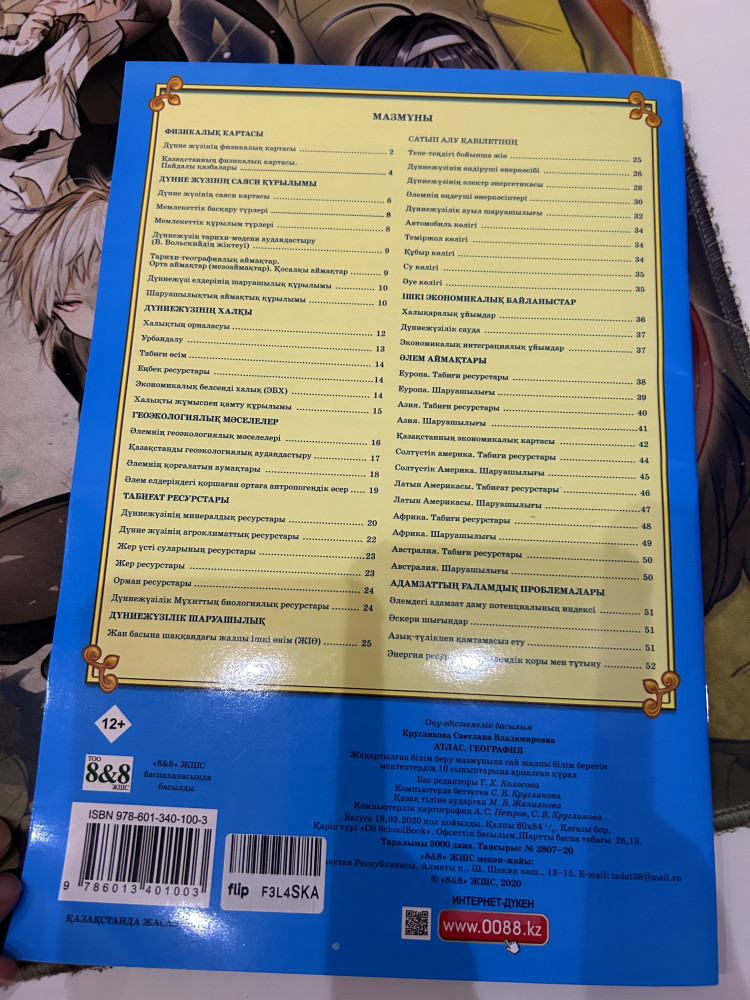 МАЗМҰНЫ
ФИЗИКАЛЫҚ КАРТАСЫ
Дүние жүзінің физикалық картасы 2
Қазақстанның физикалық картасы.
Пайдалы қазбалары 4
ДҮНИЕ ЖҮЗІНІҢ САЯСИ ҚҰРЫЛЫМЫ
Дүние жүзінің саяси картасы 6
Мемлекеттік басқару түрлері 8
Мемлекеттік құрылым түрлері 8
Дүниежүзін тарихи-мәдени аудандастыру
(В. Вольскийдің жіктеуі) 9
Тарихи-географиялық аймақтар.
Орта аймақтар (мезоаймақтар). Қосалқы аймақтар 9
Дүниежүзі елдерінің шаруашылық құрылымы 10
Шаруашылықтың аймақтық құрылымы 10
ДҮНИЕЖҮЗІНІҢ ХАЛҚЫ
Халықтың орналасуы 12
Урбандалу 13
Табиғи өсім 14
Еңбек ресурстары 14
Экономикалық белсенді халық (ЭБХ) 14
Халықты жұмыспен қамту құрылымы 15
ГЕОЭКОЛОГИЯЛЫҚ МӘСЕЛЕЛЕР
Әлемнің геоэкологиялық мәселелері 16
Қазақстанды геоэкологиялық аудандастыру 17
Әлемнің қорғалатын аумақтары 18
Әлем елдеріндегі қоршаған ортаға антропогендік әсер 19
ТАБИҒАТ РЕСУРСТАРЫ
Дүниежүзінің минералдық ресурстары 20
Дүние жүзінің агроклиматтық ресурстары 22
Жер үсті суларының ресурстары 23
Жер ресурстары 23
Орман ресурстары 24
Дүниежүзілік Мұхиттың биологиялық ресурстары 24
ДҮНИЕЖҮЗІЛІК ШАРУАШЫЛЫҚ
Жан басына шаққандағы жалпы ішкі өнім (ЖІӨ) 25
САТЫП АЛУ ҚАБІЛЕТІНІҢ
Тепе-теңдігі бойынша жіө 25
Дүниежүзінің өндіруші өнеркәсібі 26
Дүниежүзінің электр энергетикасы 28
Әлемнің өңдеуші өнеркәсіптері 30
Дүниежүзілік ауыл шаруашылығы 32
Автомобиль көлігі 34
Теміржол көлігі 34
Құбыр көлігі 34
Су көлігі 35
Әуе көлігі 35
ІШКІ ЭКОНОМИКАЛЫҚ БАЙЛАНЫСТАР
Халықаралық ұйымдар 36
Дүниежүзілік сауда 37
Экономикалық интеграциялық ұйымдар 37
ӘЛЕМ АЙМАҚТАРЫ
Еуропа. Табиғи ресурстары 38
Еуропа. Шаруашылығы 39
Азия. Табиғи ресурстары 40
Азия. Шаруашылығы 41
Қазақстанның экономикалық картасы 42
Солтүстік америка. Табиғи ресурстары 44
Солтүстік Америка. Шаруашылығы 45
Латын Америкасы. Табиғат ресурстары 46
Латын Америкасы. Шаруашылығы 47
Африка. Табиғи ресурстары 48
Африка. Шаруашылығы 49
Австралия. Табиғи ресурстары 50
Австралия. Шаруашылығы 50
АДАМЗАТТЫҢ ҒАЛАМДЫҚ ПРОБЛЕМАЛАРЫ
Әлемдегі адамзат даму потенциалының индексі 51
Әскери шығындар 51
Азық-түлікпен қамтамасыз ету 51
Энергия қоры мен тұтыну 52
12+
ТОО
8&8
ЖШС
«8&8» ЖШС
баспаханасында
басылды
Оқу-әдістемелік басылым
Кругликова Светлана Владимировна
АТЛАС. ГЕОГРАФИЯ
Жаңартылған білім беру мазмұнына сай жалпы білім беретін
мектептердің 10 сыныптарына арналған құрал
Бас редакторы Г. К. Колосова
Компьютерде беттеген С. В. Кругликова
Қазақ тіліне аударған М. Б. Жаниянова
Компьютерлік картография А. С. Петров, С. В. Кругликова
Басуға 18.03.2020 қол қойылды. Қалпы 60х84 1/8. Қағазы бор.
Қаріп түрі «DS SchoolBook». Офсеттік басылым. Шартты баспа табағы 26,13.
Таралымы 5000 дана. Тапсырыс № 2807–20
«8&8» ЖШС мекен-жайы:
Республикасы, Алматы қ., Ш. Шокин көш., 13–15. E-mail: izdat88@mail.ru
© «8&8» ЖШС, 2020
ISBN 978-601-340-100-3
9 786013 401003
flip F3L4SKA
ҚАЗАҚСТАНДА
ИНТЕРНЕТ-ДҮКЕН
www.0088.kz